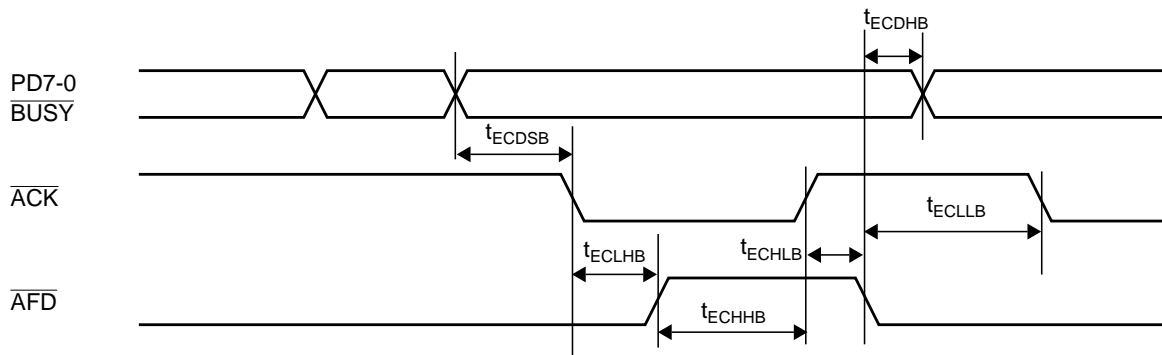 tECDHB
PD7-0
BUSY
tECDSB
ACK
tECLLB
tECLHB
tECHLB
AFD
tECHHB